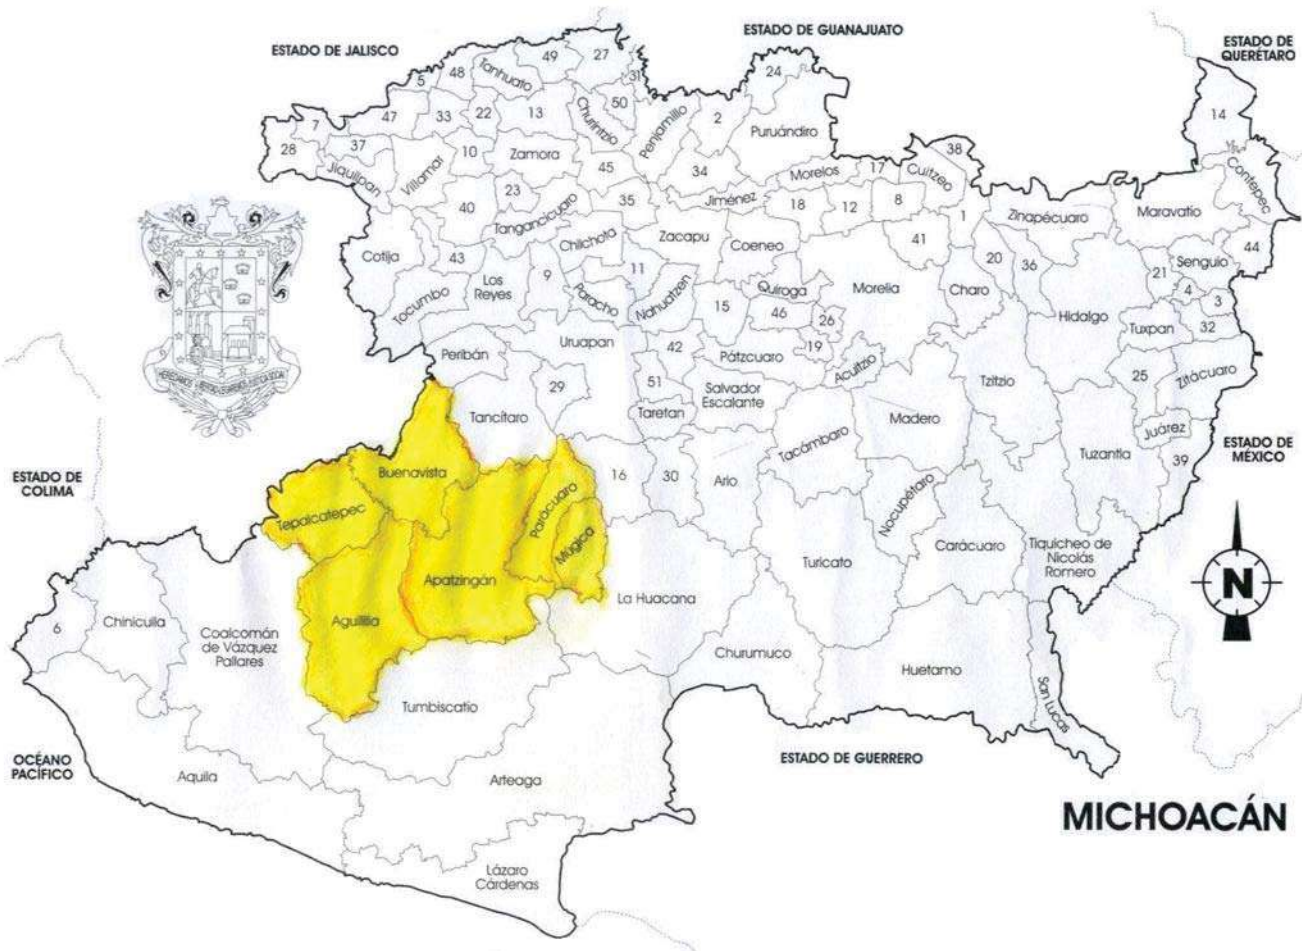 ESTADO DE JALISCO
ESTADO DE GUANAJUATO
ESTADO DE
QUERÉTARO
5
48
Tanhuato
49
27
31
24
7
47
33
22
13
Churintzio
50
Penjamillo
2
Puruándiro
14
28
37
Jiquilpan
Villamar
10
Zamora
45
34
Morelos
17
38
Cuitzeo
Contepec
40
23
Tangancícuaro
35
Jiménez
18
12
8
1
Zinapécuaro
Maravatío
Cotija
43
Chilchota
Zacapu
Coeneo
41
20
36
44
Senguio
Los
Reyes
9
11
Tocumbo
Paracho
Nahuatzen
15
Quiroga
46
26
Morelia
Charo
Hidalgo
21
4
3
Tuxpan
32
Peribán
Uruapan
42
Pátzcuaro
19
Acuitzio
29
51
Taretan
Salvador
Escalante
Tzitzio
25
Zitácuaro
Tancítaro
Tacámbaro
Madero
Juárez
ESTADO DE
MÉXICO
ESTADO DE
COLIMA
Buenavista
Tepalcatepec
Parácuaro
16
30
Ario
Nocupétaro
Tuzantla
39
Múgica
Apatzingán
Turicato
Carácuaro
Tiquicheo de
Nicolás
Romero
N
6
Chinicuila
Coalcomán
de Vázquez
Pallares
Aguililla
La Huacana
Churumuco
Huetamo
San Lucas
Tumbiscatío
OCÉANO
PACÍFICO
Aquila
Arteaga
ESTADO DE GUERRERO
MICHOACÁN
Lázaro
Cárdenas